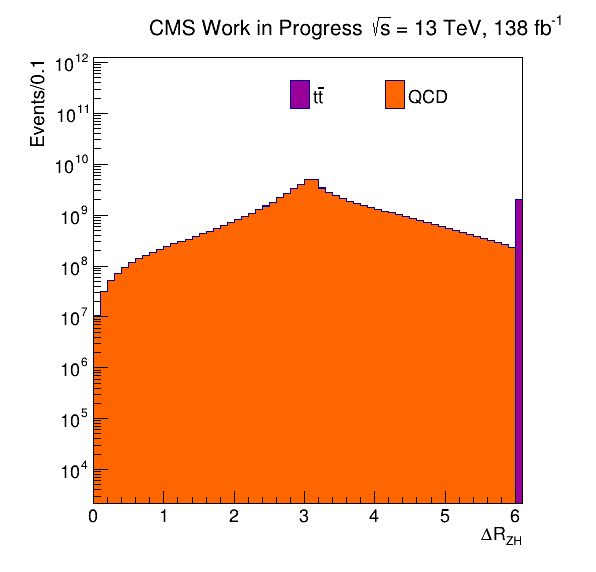 CMS Work in Progress √s = 13 TeV, 138 fb⁻¹
Events/0.1
10¹²
10¹¹
10¹⁰
10⁹
10⁸
10⁷
10⁶
10⁵
10⁴
tt̄ QCD
0 1 2 3 4 5 6
ΔR_ZH